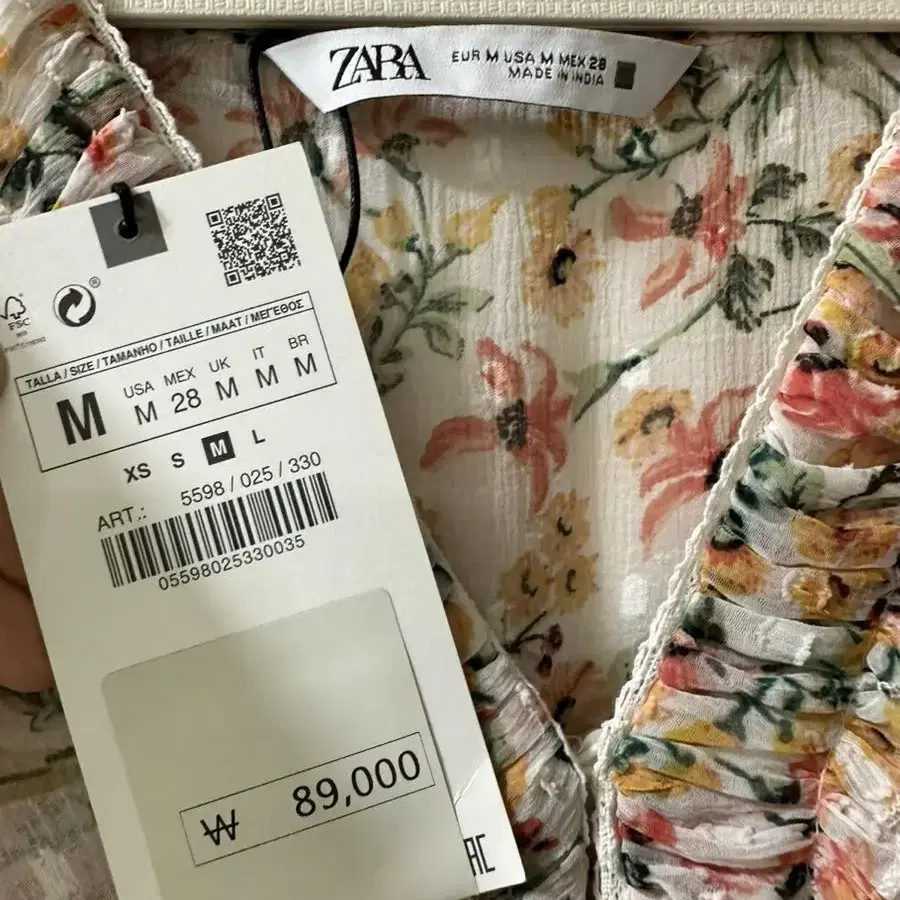 ZARA
EUR M USA M MEX 28
MADE IN INDIA
®
FSC
TALLA / SIZE / TAMANHO / TAILLE / MAAT / ΜΕΓΕΘΟΣ
M
USA MEX UK IT BR
M 28 M M M
XS S M L
ART.: 5598 / 025 / 330
05598025330035
₩ 89,000